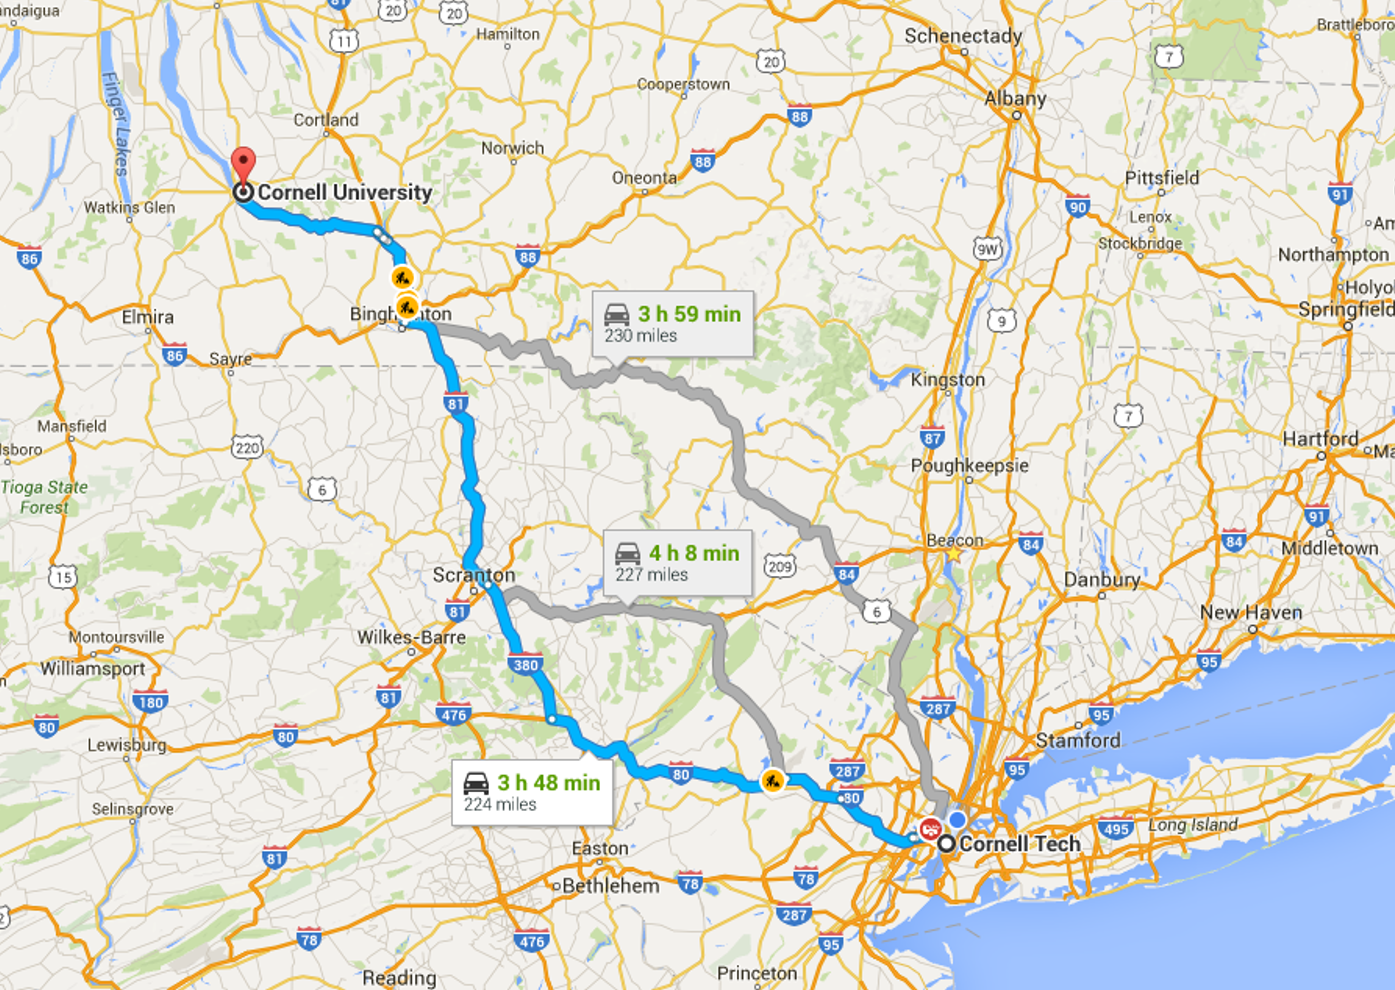 andaigua
81
20
20
11
Hamilton
20
Schenectady
7
Brattlebor
Cooperstown
Albany
88
Finger Lakes
Cortland
Norwich
88
Oneonta
Pittsfield
91
Cornell University
90
Watkins Glen
Lenox
Am
Stockbridge
9W
Northampton
86
88
Holyo
Springfield
3 h 59 min
230 miles
Elmira
Bingh
ton
9
86
Sayre
Kingston
81
7
Mansfield
87
Hartford
Ma
lsboro
220
Poughkeepsie
Tioga State
Forest
6
91
Beacon
84
84
Middletown
4 h 8 min
227 miles
209
84
15
Scranton
Danbury
81
6
New Haven
Montoursville
Wilkes-Barre
Williamsport
380
95
n
180
81
476
287
95
80
80
Lewisburg
Stamford
3 h 48 min
224 miles
80
287
95
80
Selinsgrove
495
Long Island
Cornell Tech
81
Easton
Bethlehem
78
78
2
287
78
476
95
Reading
Princeton